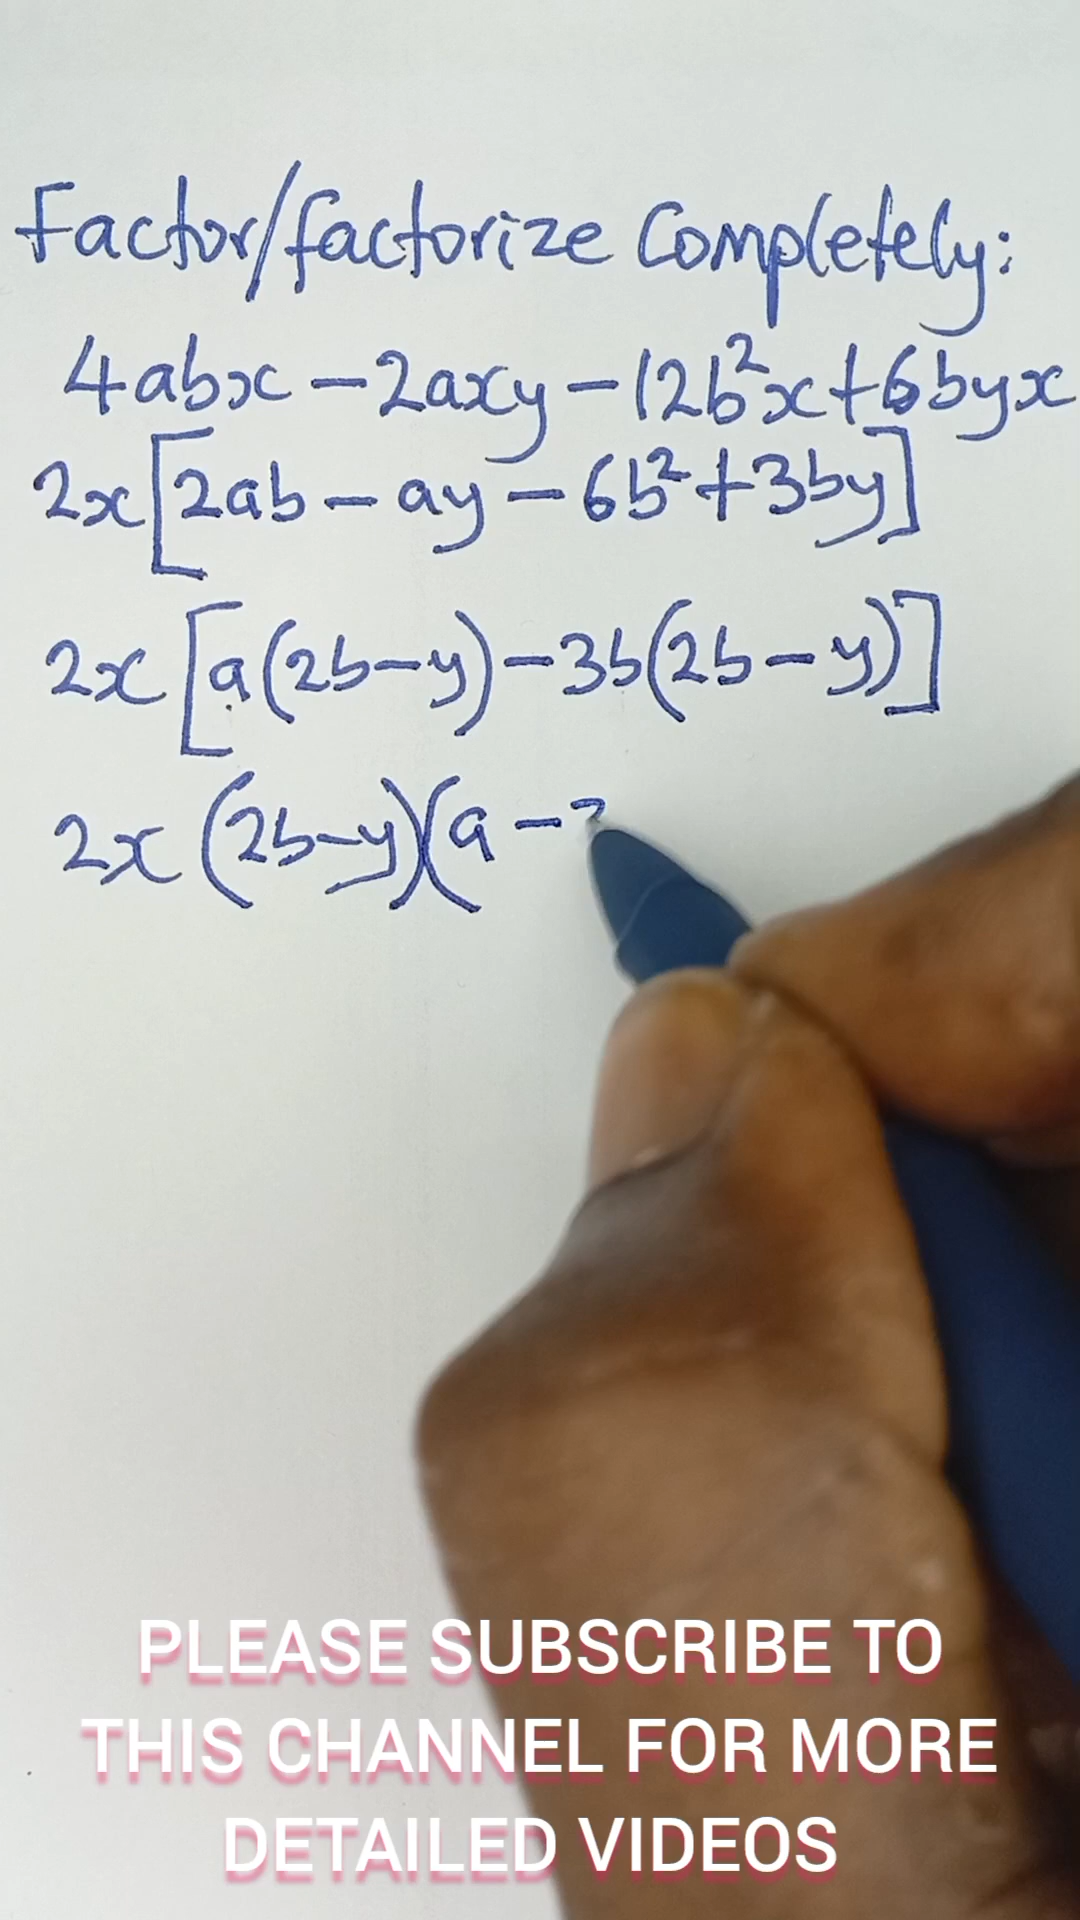 Factor/factorize Completely:
4abx - 2axy - 12b²x + 6byx
2x[2ab - ay - 6b² + 3by]
2x[a(2b-y) - 3b(2b-y)]
2x(2b-y)(a -
PLEASE SUBSCRIBE TO
THIS CHANNEL FOR MORE
DETAILED VIDEOS